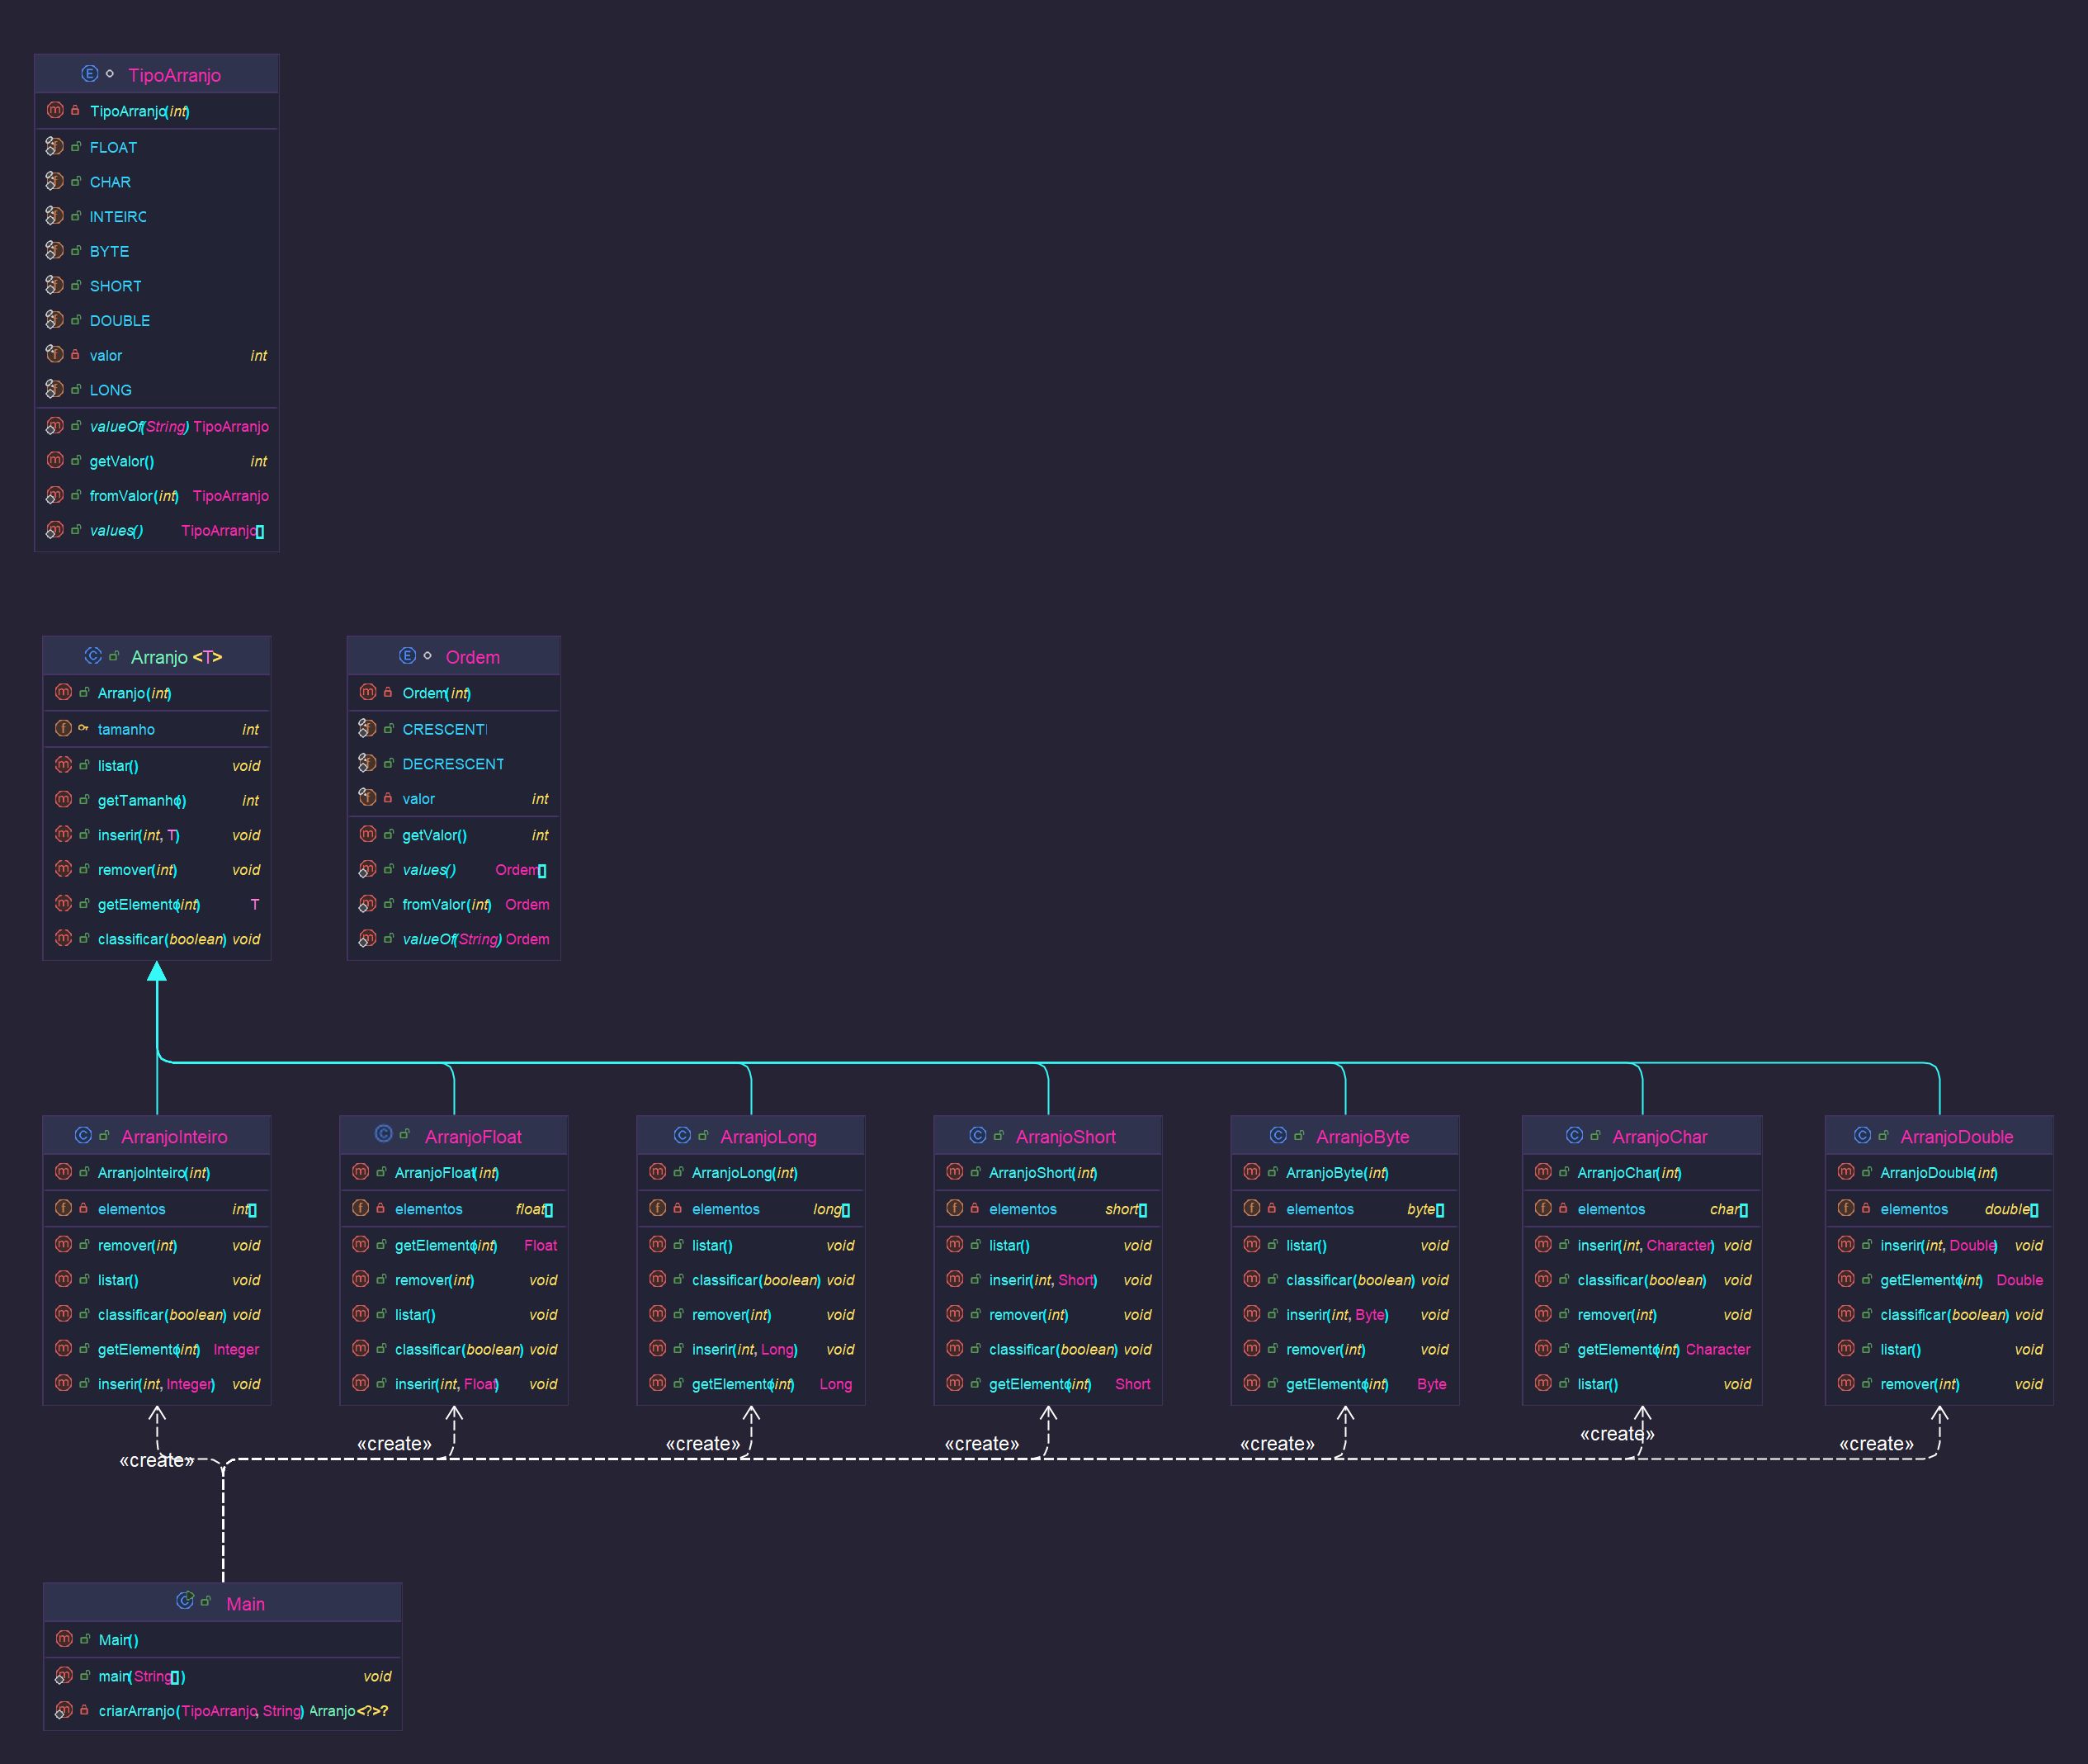 TipoArranjo
TipoArranjo(int)
FLOAT
CHAR
INTEIRO
BYTE
SHORT
DOUBLE
valor int
LONG
valueOf(String) TipoArranjo
getValor() int
fromValor(int) TipoArranjo
values() TipoArranjo[]
Arranjo <T>
Arranjo(int)
tamanho int
listar() void
getTamanho() int
inserir(int, T) void
remover(int) void
getElemento(int) T
classificar(boolean) void
Ordem
Ordem(int)
CRESCENTE
DECRESCENT
valor int
getValor() int
values() Ordem[]
fromValor(int) Ordem
valueOf(String) Ordem
ArranjoInteiro
ArranjoInteiro(int)
elementos int[]
remover(int) void
listar() void
classificar(boolean) void
getElemento(int) Integer
inserir(int, Integer) void
ArranjoFloat
ArranjoFloat(int)
elementos float[]
getElemento(int) Float
remover(int) void
listar() void
classificar(boolean) void
inserir(int, Float) void
ArranjoLong
ArranjoLong(int)
elementos long[]
listar() void
classificar(boolean) void
remover(int) void
inserir(int, Long) void
getElemento(int) Long
ArranjoShort
ArranjoShort(int)
elementos short[]
listar() void
inserir(int, Short) void
remover(int) void
classificar(boolean) void
getElemento(int) Short
ArranjoByte
ArranjoByte(int)
elementos byte[]
listar() void
classificar(boolean) void
inserir(int, Byte) void
remover(int) void
getElemento(int) Byte
ArranjoChar
ArranjoChar(int)
elementos char[]
inserir(int, Character) void
classificar(boolean) void
remover(int) void
getElemento(int) Character
listar() void
ArranjoDouble
ArranjoDouble(int)
elementos double[]
inserir(int, Double) void
getElemento(int) Double
classificar(boolean) void
listar() void
remover(int) void
«create»
«create»
«create»
«create»
«create»
«create»
«create»
Main
Main()
main(String[]) void
criarArranjo(TipoArranjo, String) Arranjo<?>?